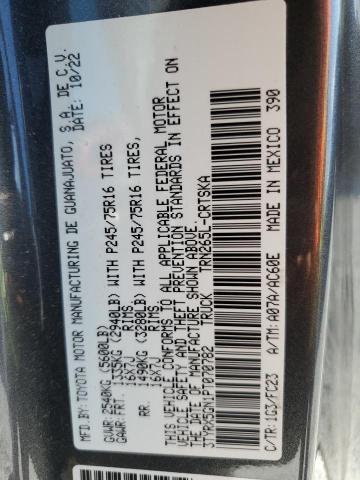 MFD.BY:TOYOTA MOTOR MANUFACTURING DE GUANAJUATO, S.A. DE C.V.
DATE: 10/22
GVWR: 2540KG (5600LB)
GAWR: FRT. 1335KG (2940LB) WITH P245/75R16 TIRES,
16X7J RIMS
RR. 1490KG (3280LB) WITH P245/75R16 TIRES,
16X7J RIMS
THIS VEHICLE CONFORMS TO ALL APPLICABLE FEDERAL MOTOR
VEHICLE SAFETY AND THEFT PREVENTION STANDARDS IN EFFECT ON
THE DATE OF MANUFACTURE SHOWN ABOVE.
TRUCK TRN265L-CRTSKA
C/TR: 1G3/FC23 A/TM: A07A/AC60E MADE IN MEXICO 390